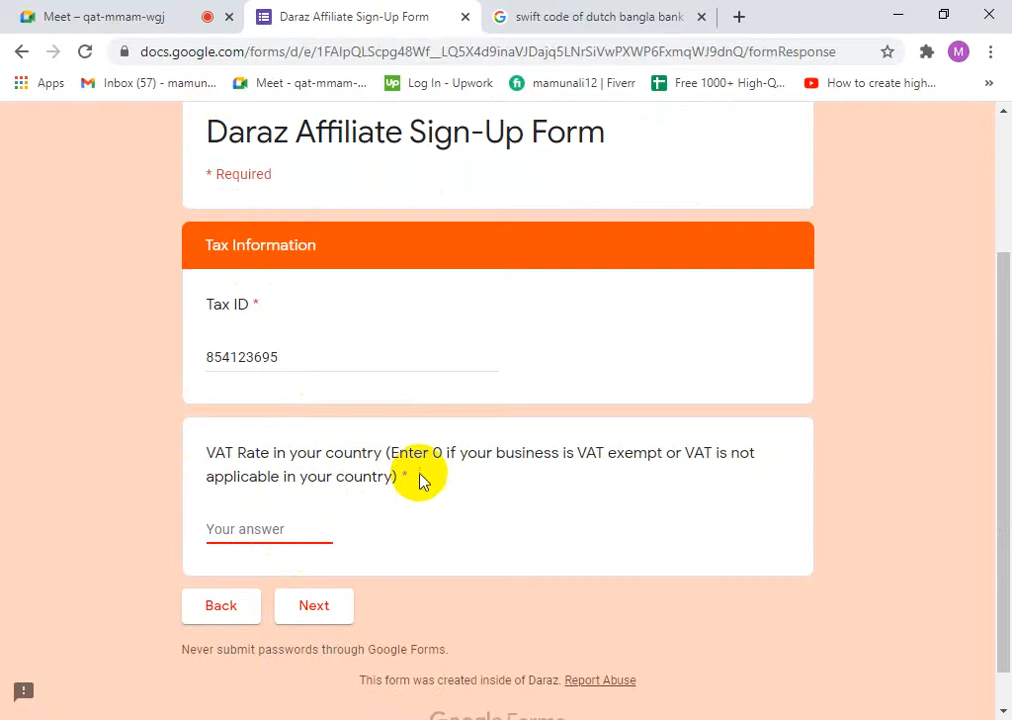 Meet – qat-mmam-wgj
Daraz Affiliate Sign-Up Form
swift code of dutch bangla bank
docs.google.com/forms/d/e/1FAIpQLScpg48Wf__LQ5X4d9inaVJDajq5LNrSiVwPXWP6FxmqWJ9dnQ/formResponse
M
Apps
Inbox (57) - mamun...
Meet - qat-mmam-...
Up
Log In - Upwork
fi
mamunali12 | Fiverr
Free 1000+ High-Q...
How to create high...
»
Daraz Affiliate Sign-Up Form
* Required
Tax Information
Tax ID *
854123695
VAT Rate in your country (Enter 0 if your business is VAT exempt or VAT is not
applicable in your country) *
Your answer
Back
Next
Never submit passwords through Google Forms.
This form was created inside of Daraz. Report Abuse
Google Forms